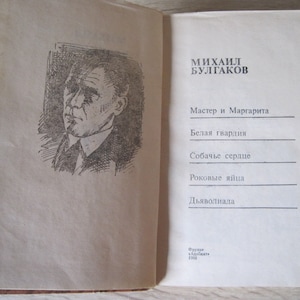 МИХАИЛ
БУЛГАКОВ
Мастер и Маргарита
Белая гвардия
Собачье сердце
Роковые яйца
Дьяволиада